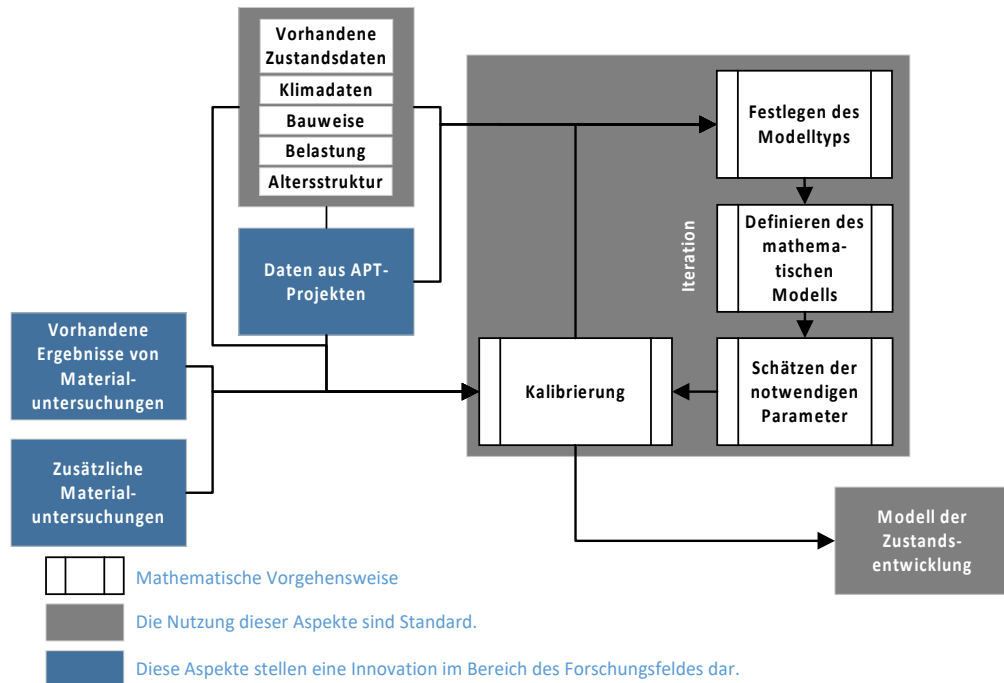 Vorhandene
Zustandsdaten
Klimadaten
Bauweise
Belastung
Altersstruktur
Daten aus APT-
Projekten
Vorhandene
Ergebnisse von
Material-
untersuchungen
Zusätzliche
Material-
untersuchungen
Festlegen des
Modelltyps
Iteration
Definieren des
mathema-
tischen
Modells
Schätzen der
notwendigen
Parameter
Kalibrierung
Modell der
Zustands-
entwicklung
Mathematische Vorgehensweise
Die Nutzung dieser Aspekte sind Standard.
Diese Aspekte stellen eine Innovation im Bereich des Forschungsfeldes dar.